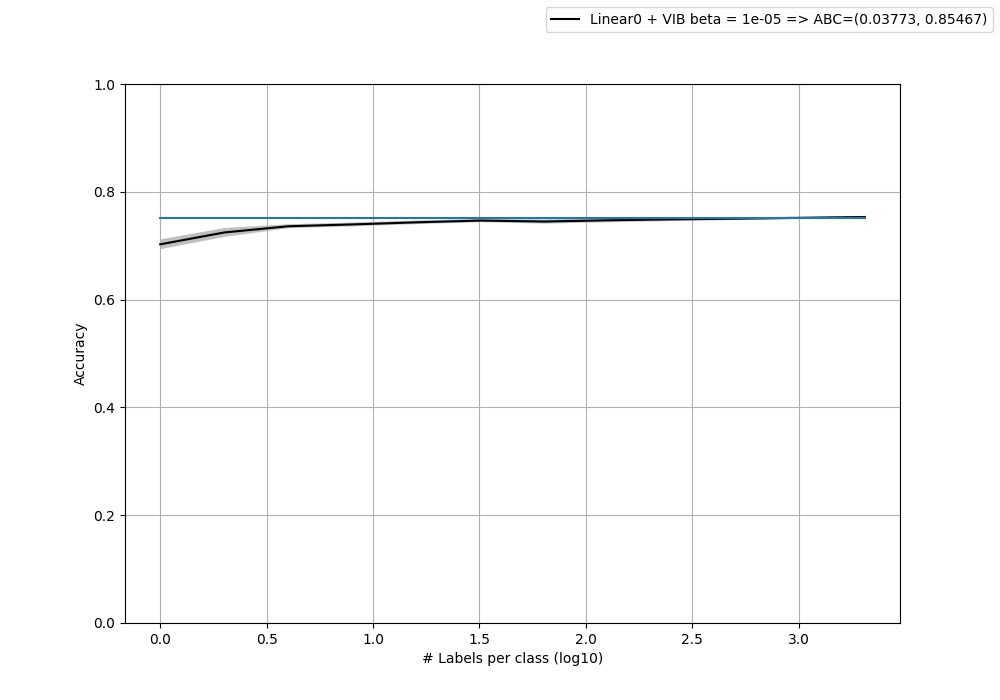 Linear0 + VIB beta = 1e-05 => ABC=(0.03773, 0.85467)
1.0
0.8
0.6
0.4
0.2
0.0
Accuracy
0.0 0.5 1.0 1.5 2.0 2.5 3.0
# Labels per class (log10)